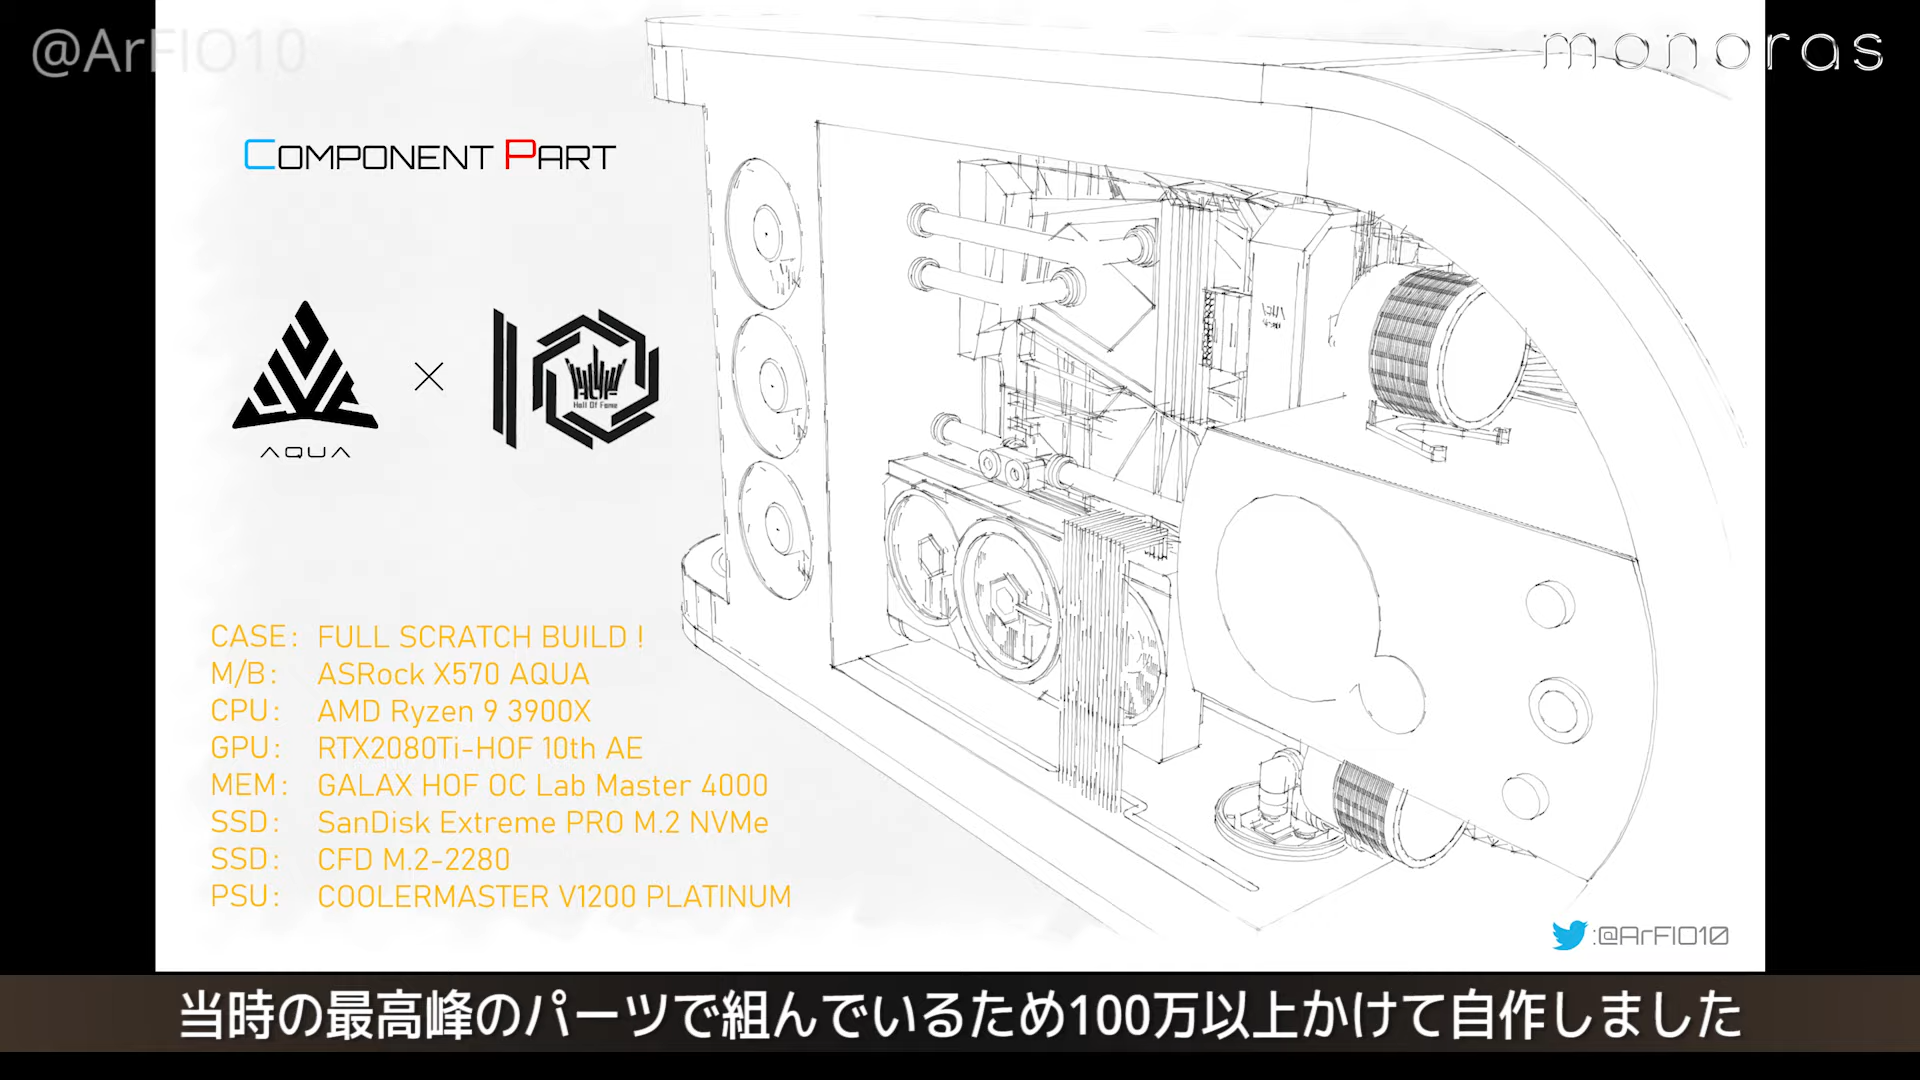 @ArFIO10
monoras
COMPONENT PART
AQUA
×
10
HOF
Hall Of Fame
CASE: FULL SCRATCH BUILD !
M/B: ASRock X570 AQUA
CPU: AMD Ryzen 9 3900X
GPU: RTX2080Ti-HOF 10th AE
MEM: GALAX HOF OC Lab Master 4000
SSD: SanDisk Extreme PRO M.2 NVMe
SSD: CFD M.2-2280
PSU: COOLERMASTER V1200 PLATINUM
:@ArFIO10
当時の最高峰のパーツで組んでいるため100万以上かけて自作しました